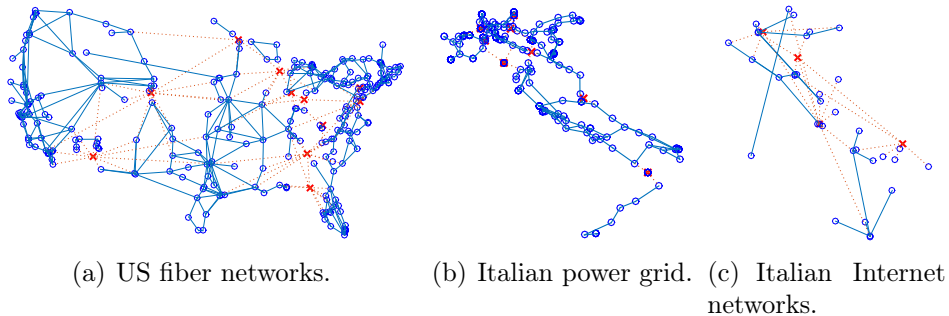 (a) US fiber networks.
(b) Italian power grid.
(c) Italian Internet
networks.